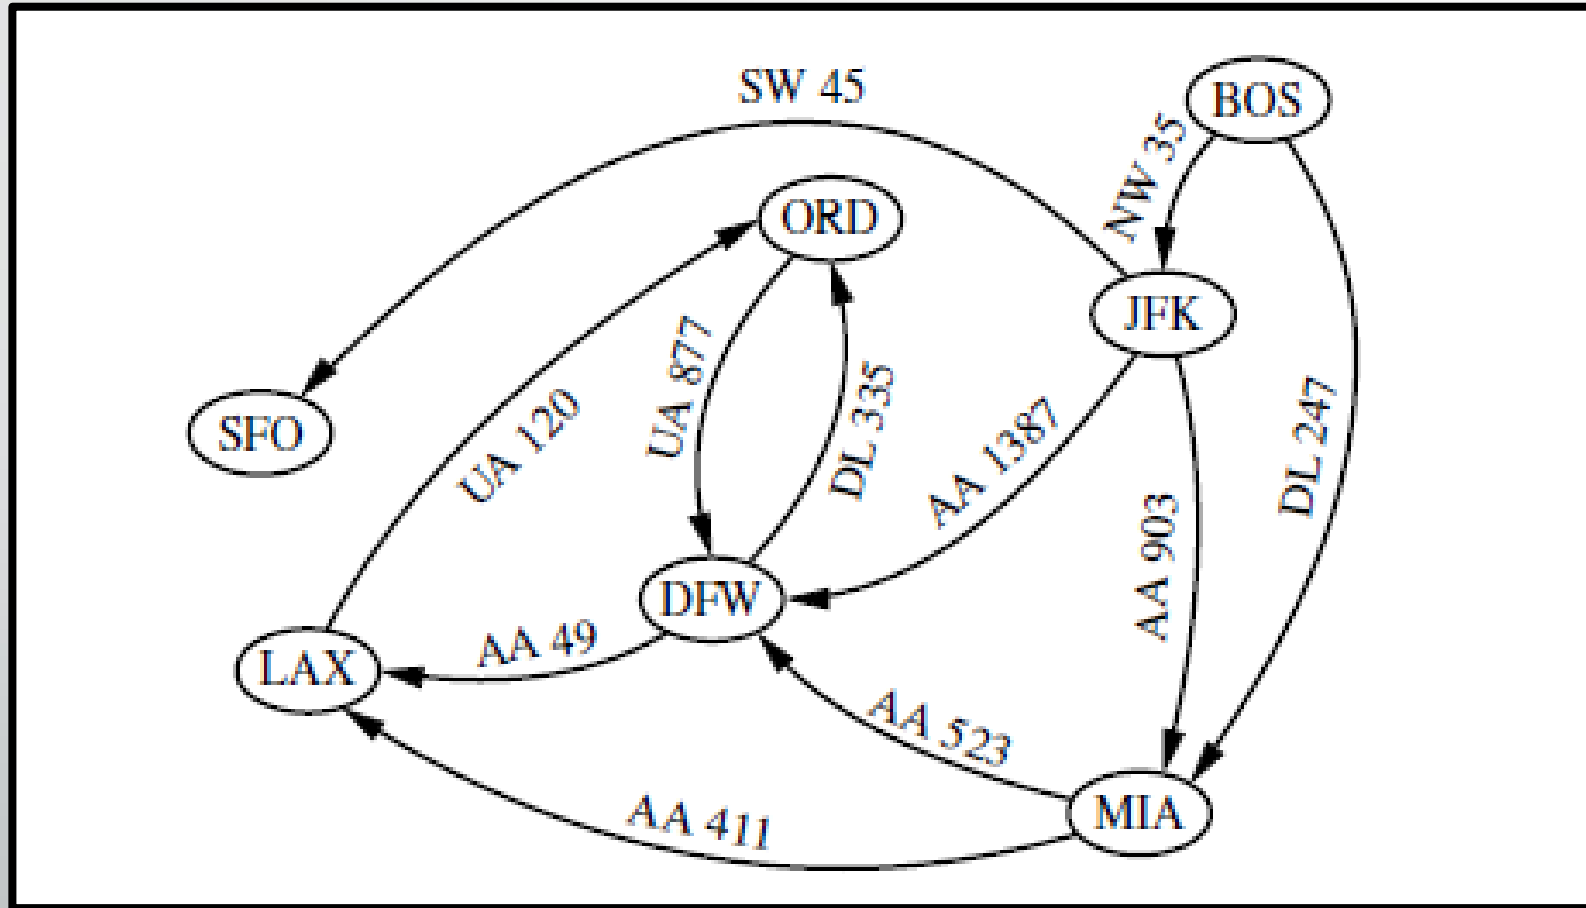 SW 45
BOS
NW 35
ORD
JFK
UA 877
DL 335
UA 120
SFO
AA 1387
DL 247
AA 903
DFW
AA 49
LAX
AA 523
AA 411
MIA